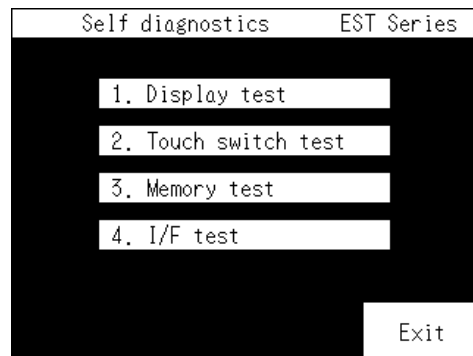 Self diagnostics EST Series
1. Display test
2. Touch switch test
3. Memory test
4. I/F test
Exit